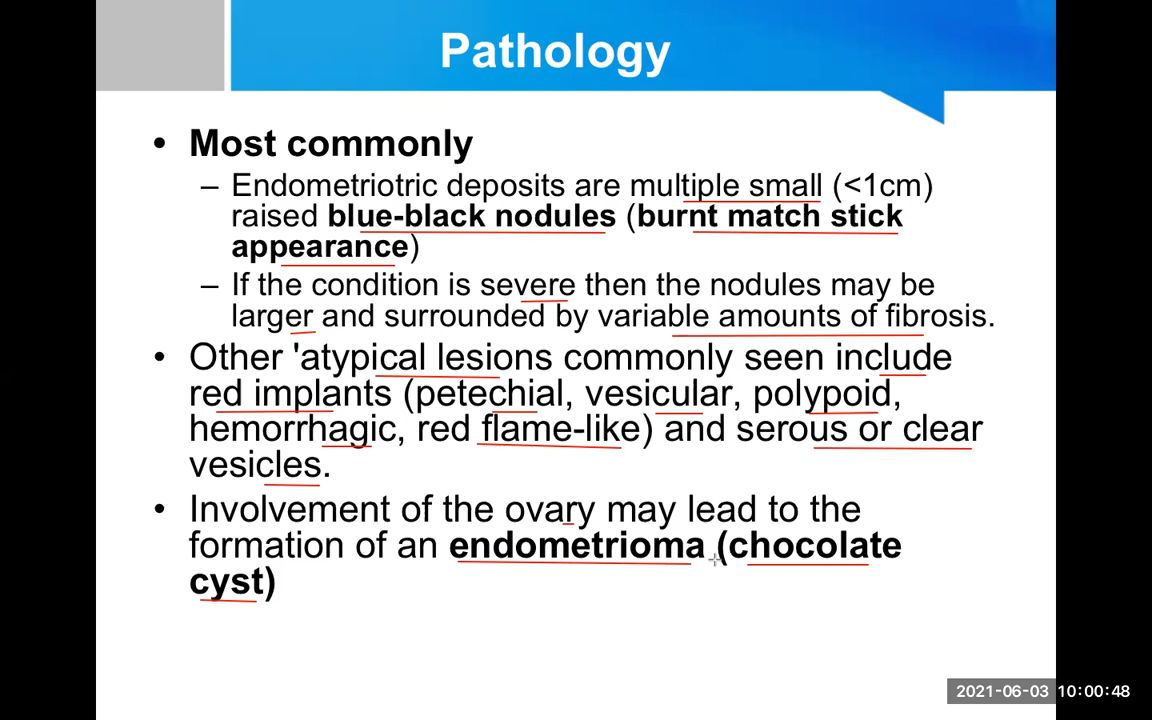 Pathology
• Most commonly
– Endometriotric deposits are multiple small (<1cm)
raised blue-black nodules (burnt match stick
appearance)
– If the condition is severe then the nodules may be
larger and surrounded by variable amounts of fibrosis.
• Other 'atypical lesions commonly seen include
red implants (petechial, vesicular, polypoid,
hemorrhagic, red flame-like) and serous or clear
vesicles.
• Involvement of the ovary may lead to the
formation of an endometrioma (chocolate
cyst)
2021-06-03 10:00:48